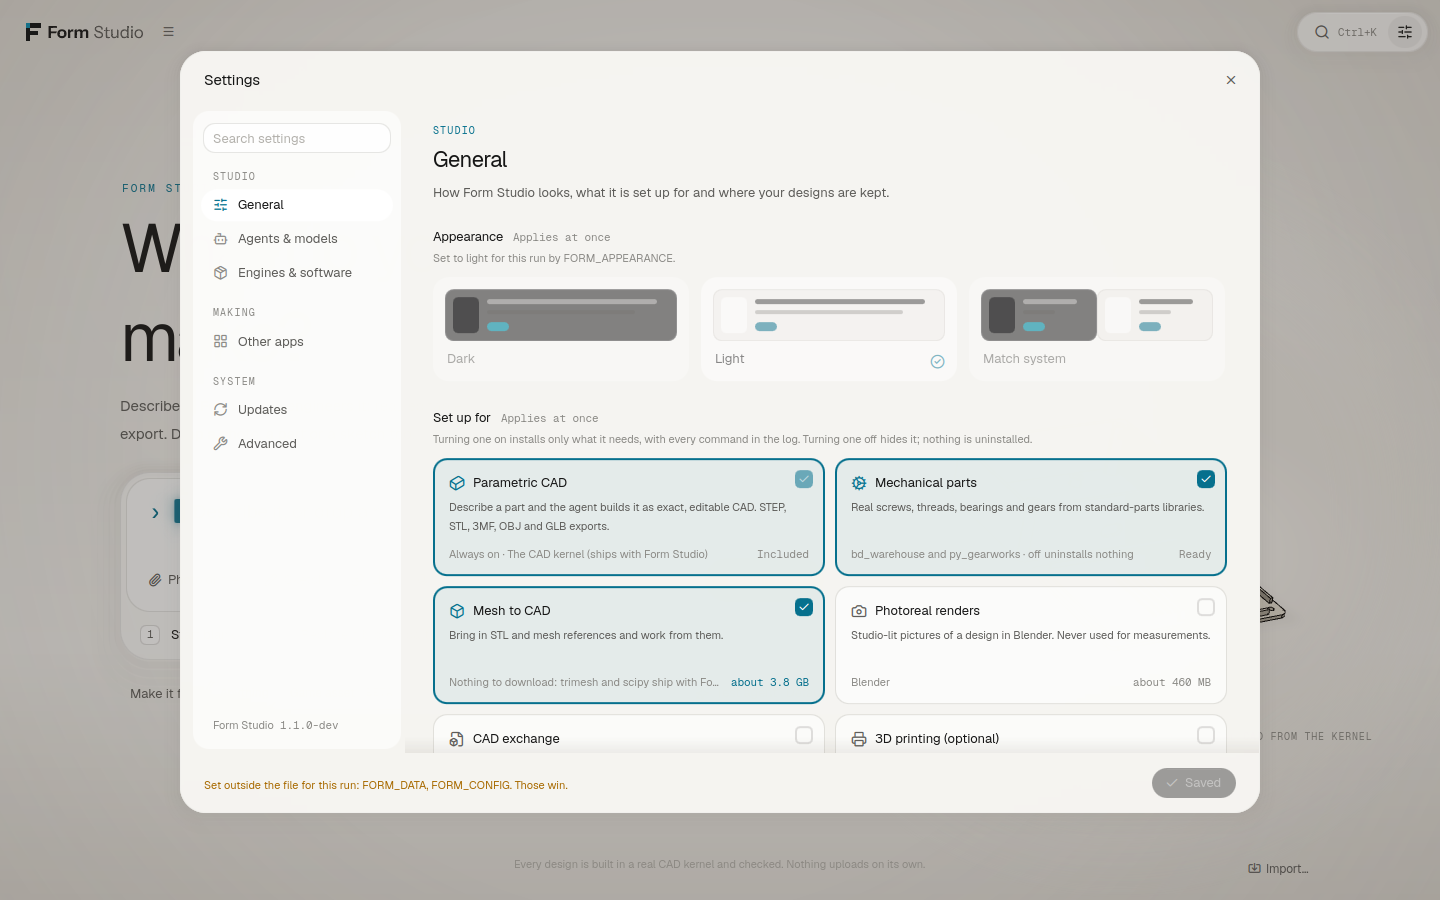 Form Studio
Ctrl+K
Settings
Search settings
STUDIO
General
Agents & models
Engines & software
MAKING
Other apps
SYSTEM
Updates
Advanced
Form Studio 1.1.0-dev
STUDIO
General
How Form Studio looks, what it is set up for and where your designs are kept.
Appearance Applies at once
Set to light for this run by FORM_APPEARANCE.
Dark
Light
Match system
Set up for Applies at once
Turning one on installs only what it needs, with every command in the log. Turning one off hides it; nothing is uninstalled.
Parametric CAD
Describe a part and the agent builds it as exact, editable CAD. STEP,
STL, 3MF, OBJ and GLB exports.
Always on · The CAD kernel (ships with Form Studio) Included
Mechanical parts
Real screws, threads, bearings and gears from standard-parts libraries.
bd_warehouse and py_gearworks · off uninstalls nothing Ready
Mesh to CAD
Bring in STL and mesh references and work from them.
Nothing to download: trimesh and scipy ship with Fo... about 3.8 GB
Photoreal renders
Studio-lit pictures of a design in Blender. Never used for measurements.
Blender about 460 MB
CAD exchange
3D printing (optional)
Set outside the file for this run: FORM_DATA, FORM_CONFIG. Those win.
Saved
FORM ST
W
m
Describe
export. D
Ph
1 S
Make it f
FROM THE KERNEL
Every design is built in a real CAD kernel and checked. Nothing uploads on its own.
Import...